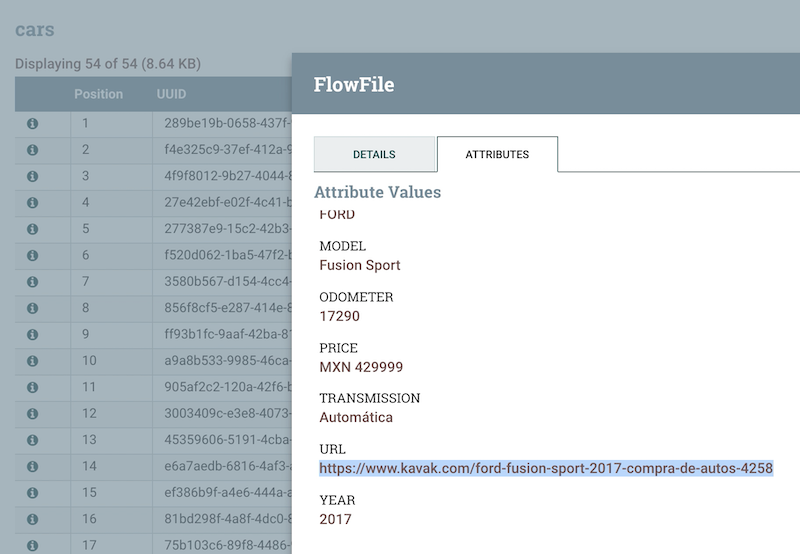 cars
Displaying 54 of 54 (8.64 KB)
Position UUID
1 289be19b-0658-437f-
2 f4e325c9-37ef-412a-9
3 4f9f8012-9b27-4044-8
4 27e42ebf-e02f-4c41-b
5 277387e9-15c2-42b3-
6 f520d062-1ba5-47f2-b
7 3580b567-d154-4cc4-
8 856f8cf5-e287-414e-8
9 ff93b1fc-9aaf-42ba-81
10 a9a8b533-9985-46ca-
11 905af2c2-120a-42f6-b
12 3003409c-e3e8-4073-
13 45359606-5191-4cba-
14 e6a7aedb-6816-4af3-a
15 ef386b9f-a4e6-444a-a
16 81bd298f-4a8f-4dc0-8
17 75b103c6-89f8-4486-
FlowFile
DETAILS ATTRIBUTES
Attribute Values
FORD
MODEL
Fusion Sport
ODOMETER
17290
PRICE
MXN 429999
TRANSMISSION
Automática
URL
https://www.kavak.com/ford-fusion-sport-2017-compra-de-autos-4258
YEAR
2017